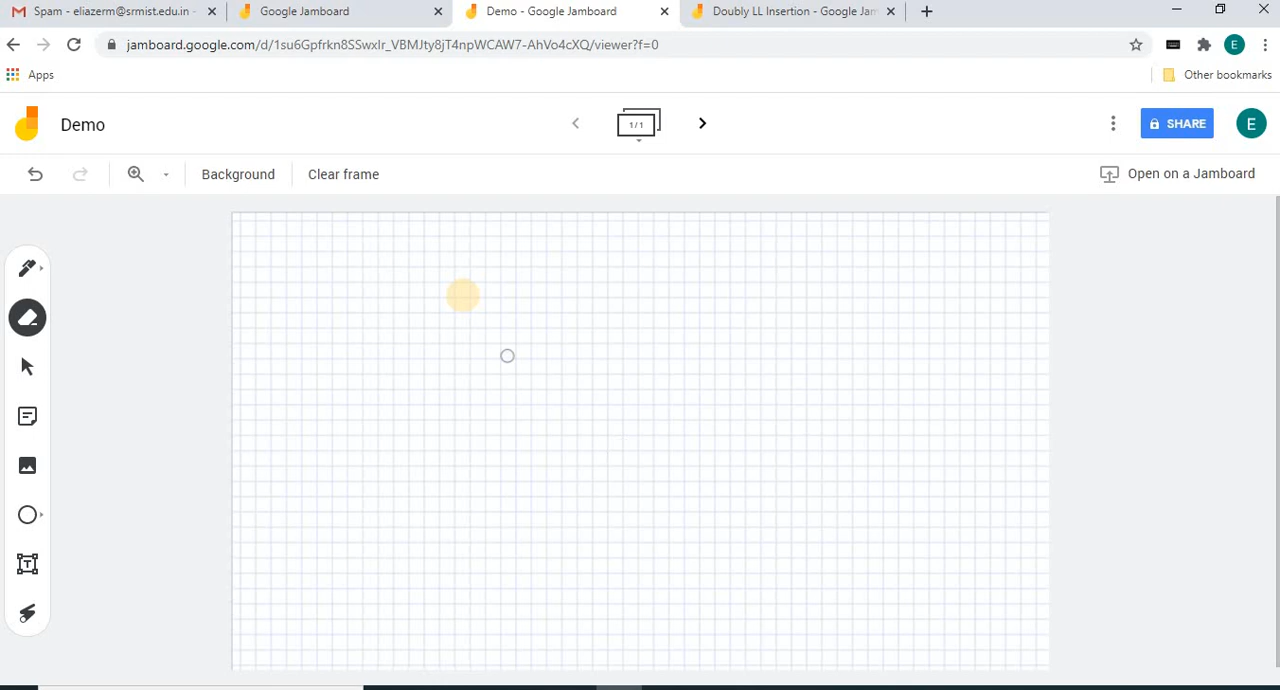 Spam - eliazerm@srmist.edu.in -
Google Jamboard
Demo - Google Jamboard
Doubly LL Insertion - Google Jam
jamboard.google.com/d/1su6Gpfrkn8SSwxIr_VBMJty8jT4npWCAW7-AhVo4cXQ/viewer?f=0
E
Apps
Other bookmarks
Demo
1/1
SHARE
E
Background
Clear frame
Open on a Jamboard
T